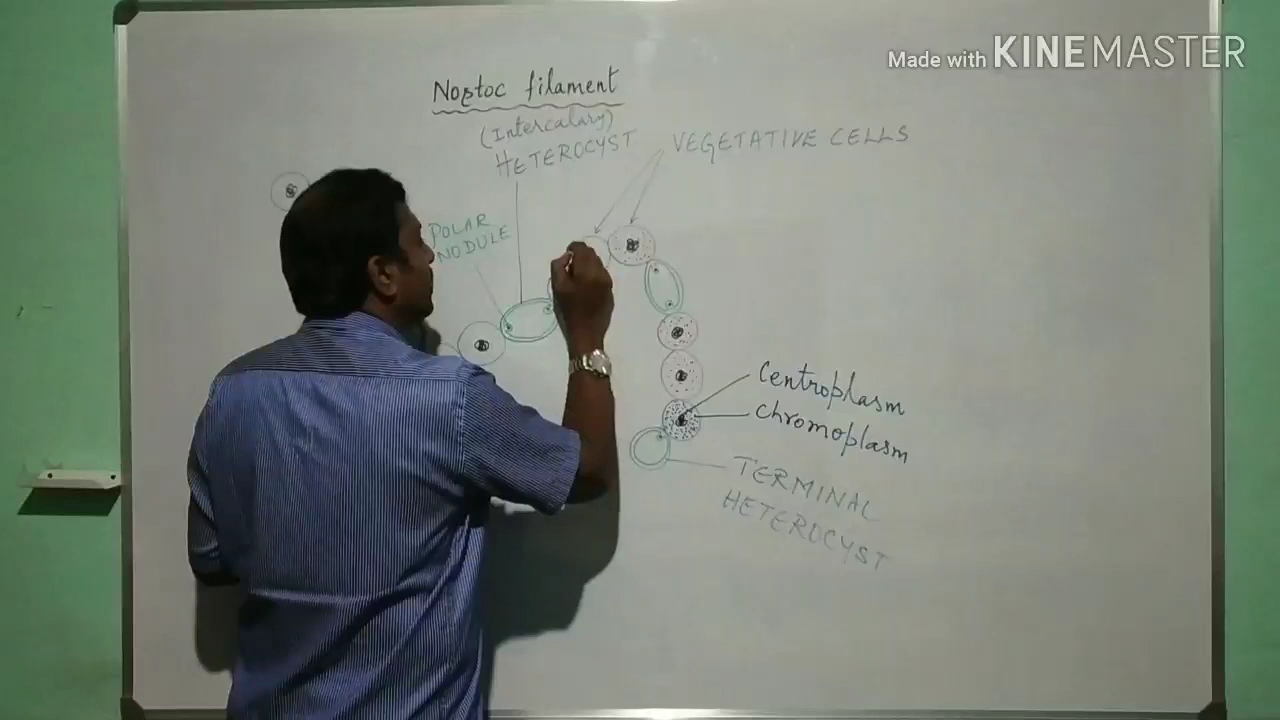 Made with KINEMASTER
Nostoc filament
(Intercalary)
HETEROCYST
VEGETATIVE CELLS
POLAR
NODULE
Centroplasm
chromoplasm
TERMINAL
HETEROCYST